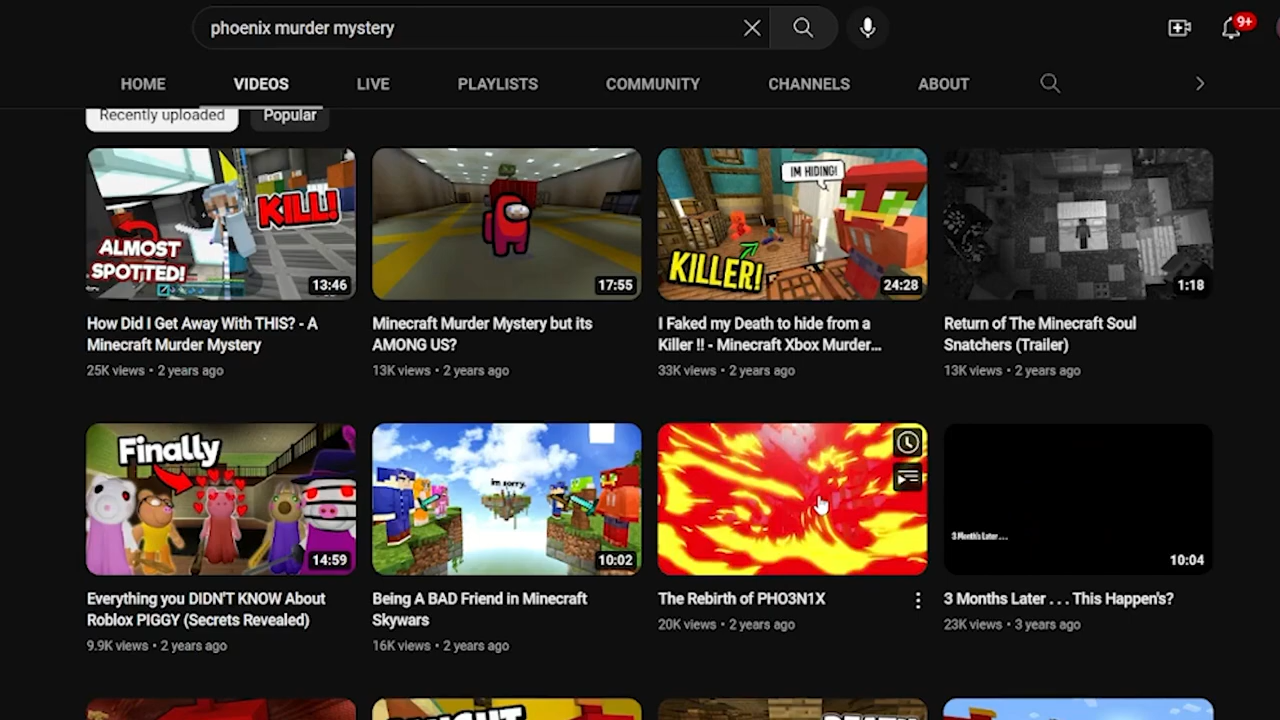 phoenix murder mystery
9+
HOME VIDEOS LIVE PLAYLISTS COMMUNITY CHANNELS ABOUT
Recently uploaded Popular
KILL!
ALMOST
SPOTTED!
13:46
17:55
IM HIDING!
KILLER!
24:28
1:18
How Did I Get Away With THIS? - A
Minecraft Murder Mystery
25K views • 2 years ago
Minecraft Murder Mystery but its
AMONG US?
13K views • 2 years ago
I Faked my Death to hide from a
Killer !! - Minecraft Xbox Murder...
33K views • 2 years ago
Return of The Minecraft Soul
Snatchers (Trailer)
13K views • 2 years ago
Finally
14:59
im sorry.
10:02
3 Months Later . . .
10:04
Everything you DIDN'T KNOW About
Roblox PIGGY (Secrets Revealed)
9.9K views • 2 years ago
Being A BAD Friend in Minecraft
Skywars
16K views • 2 years ago
The Rebirth of PHO3N1X
20K views • 2 years ago
3 Months Later . . . This Happen's?
23K views • 3 years ago